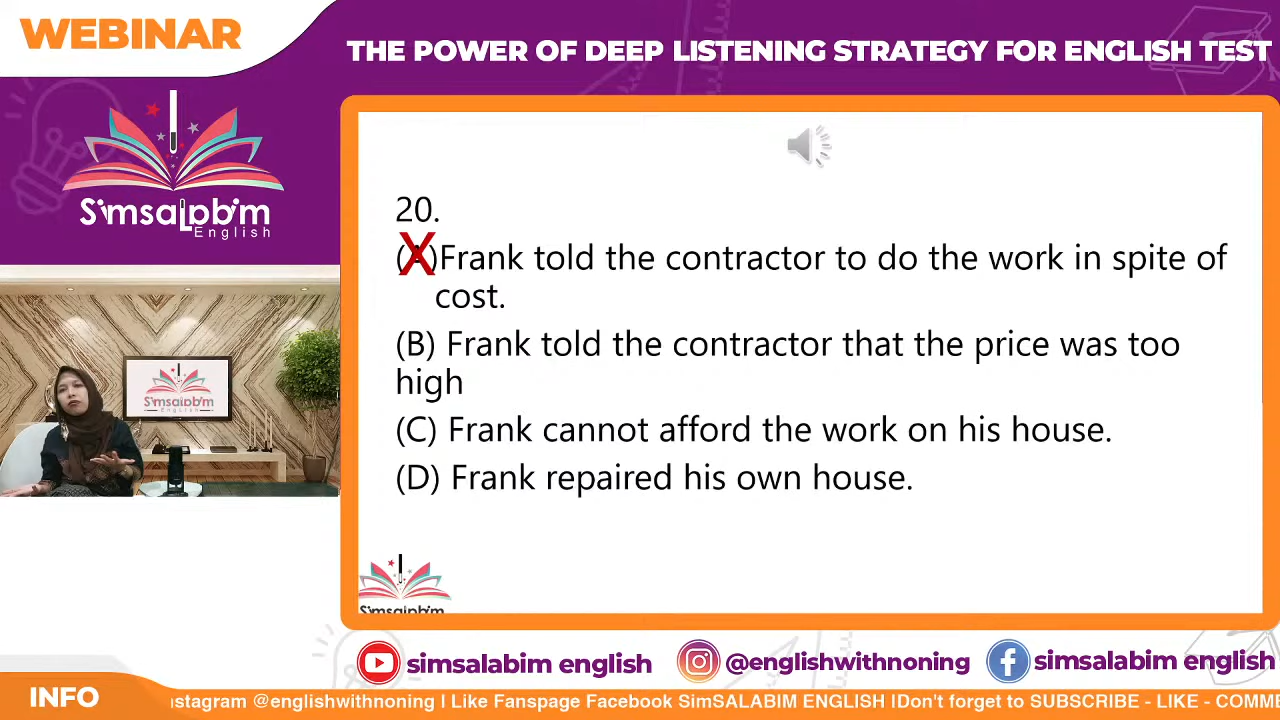 WEBINAR
THE POWER OF DEEP LISTENING STRATEGY FOR ENGLISH TEST
Simsalabim
English
20.
Frank told the contractor to do the work in spite of
cost.
(B) Frank told the contractor that the price was too
high
(C) Frank cannot afford the work on his house.
(D) Frank repaired his own house.
Simsalabim
English
Simsalabim
simsalabim english
@englishwithnoning
simsalabim english
INFO
nstagram @englishwithnoning I Like Fanspage Facebook SimSALABIM ENGLISH IDon't forget to SUBSCRIBE - LIKE - COMME